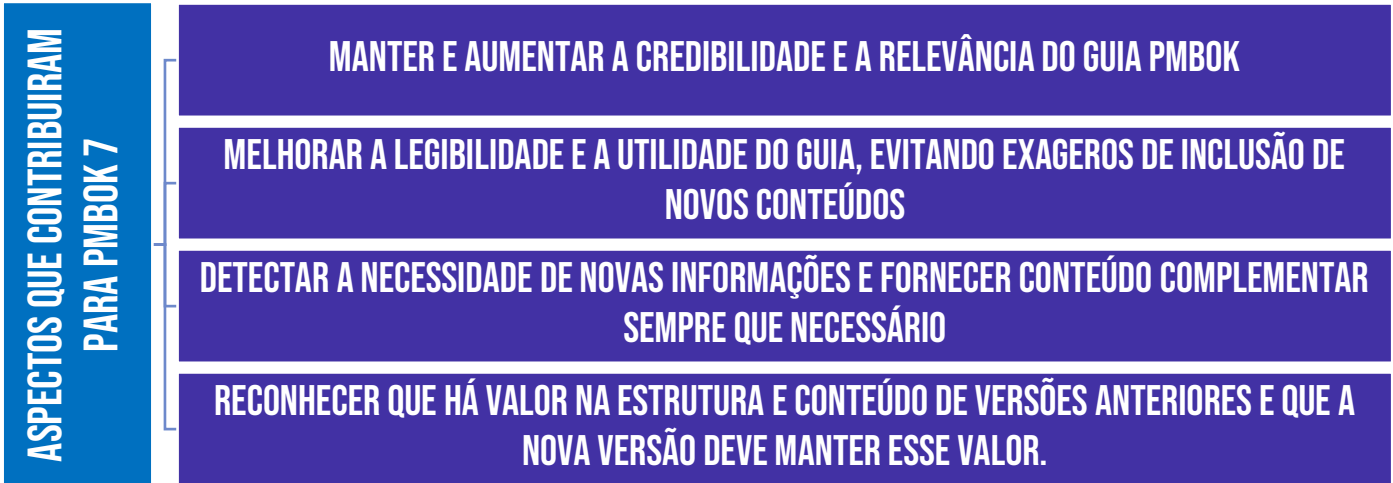 ASPECTOS QUE CONTRIBUIRAM
PARA PMBOK 7
MANTER E AUMENTAR A CREDIBILIDADE E A RELEVÂNCIA DO GUIA PMBOK
MELHORAR A LEGIBILIDADE E A UTILIDADE DO GUIA, EVITANDO EXAGEROS DE INCLUSÃO DE
NOVOS CONTEÚDOS
DETECTAR A NECESSIDADE DE NOVAS INFORMAÇÕES E FORNECER CONTEÚDO COMPLEMENTAR
SEMPRE QUE NECESSÁRIO
RECONHECER QUE HÁ VALOR NA ESTRUTURA E CONTEÚDO DE VERSÕES ANTERIORES E QUE A
NOVA VERSÃO DEVE MANTER ESSE VALOR.